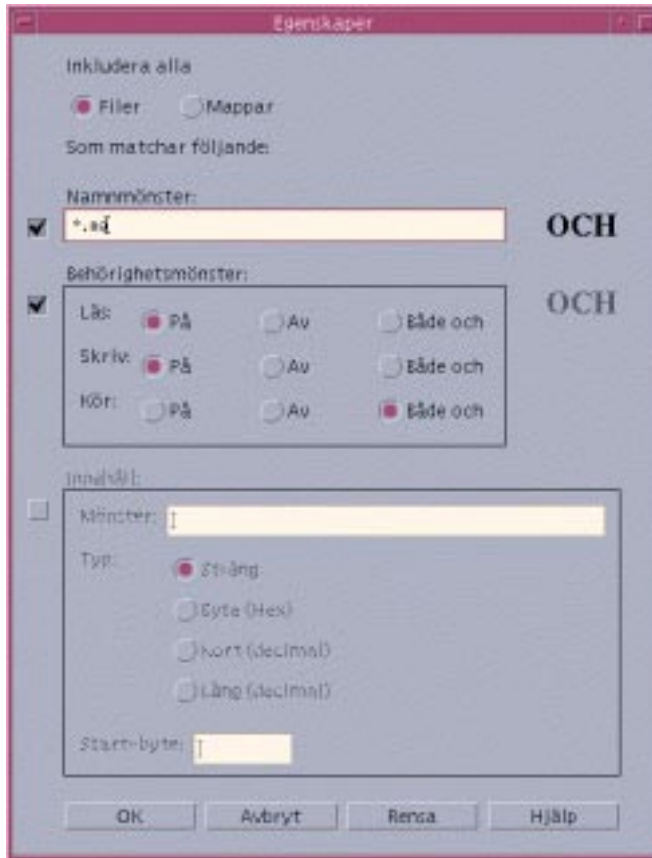 Egenskaper
Inkludera alla
Filer Mappar
Som matchar följande:
Namnmönster:
OCH
Behörighetsmönster:
OCH
Läs: På Av Både och
Skriv: På Av Både och
Kör: På Av Både och
Innehåll:
Mönster:
Typ: Sträng
Byte (Hex)
Kort (decimal)
Lång (decimal)
Start-byte:
OK Avbryt Rensa Hjälp